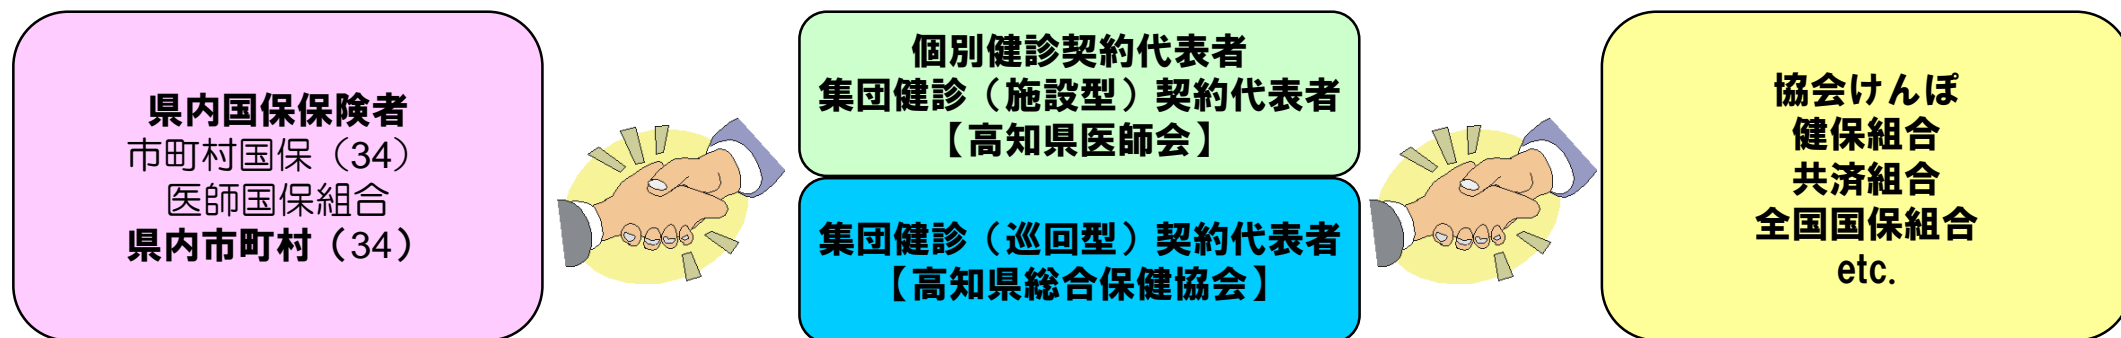 県内国保保険者
市町村国保（34）
医師国保組合
県内市町村（34）
個別健診契約代表者
集団健診（施設型）契約代表者
【高知県医師会】
集団健診（巡回型）契約代表者
【高知県総合保健協会】
協会けんぽ
健保組合
共済組合
全国国保組合
etc.